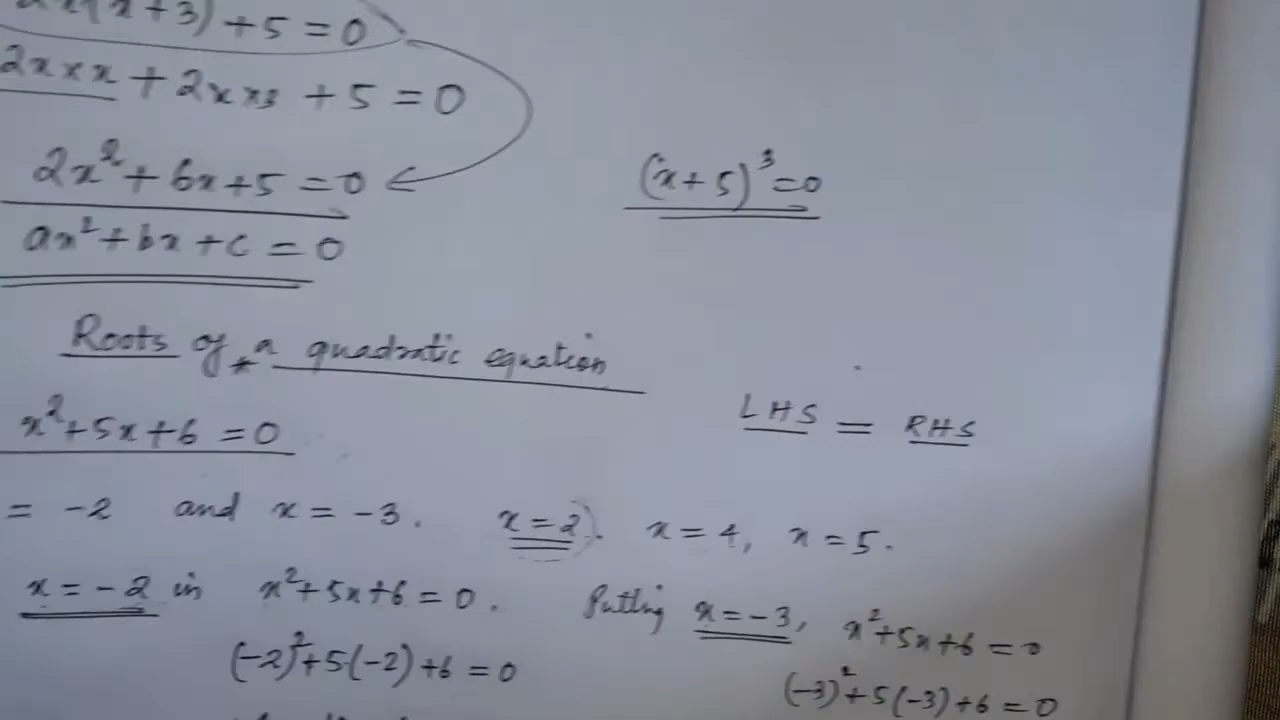 2x(x+3)+5=0
2x×x + 2x×3 + 5 = 0
2x²+6x+5=0
(x+5)³=0
ax²+bx+c=0
Roots of a quadratic equation
x²+5x+6=0
LHS = RHS
= -2 and x = -3. x=2. x=4, x=5.
x=-2 in x²+5x+6=0. Putting x=-3, x²+5x+6=0
(-2)²+5(-2)+6=0 (-3)²+5(-3)+6=0